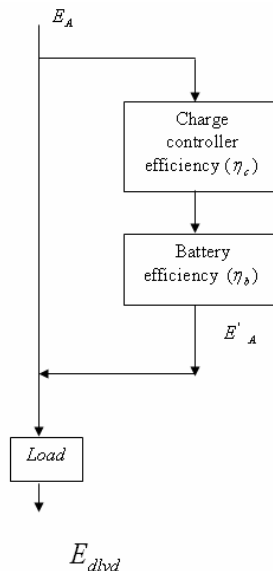 E_A
Charge
controller
efficiency (η_c)
Battery
efficiency (η_b)
E'_A
Load
E_dlvd